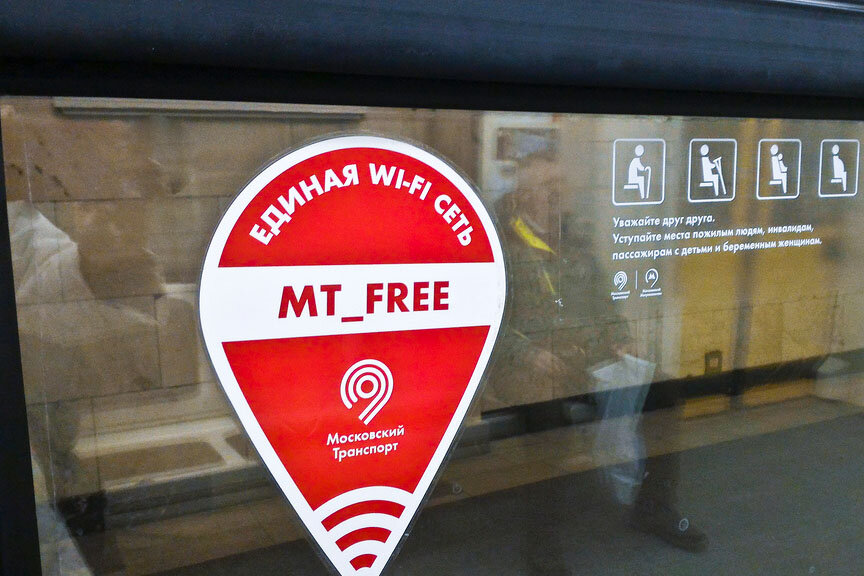 ЕДИНАЯ WI-FI СЕТЬ
MT_FREE
Московский
Транспорт
Уважайте друг друга.
Уступайте места пожилым людям, инвалидам,
пассажирам с детьми и беременным женщинам.